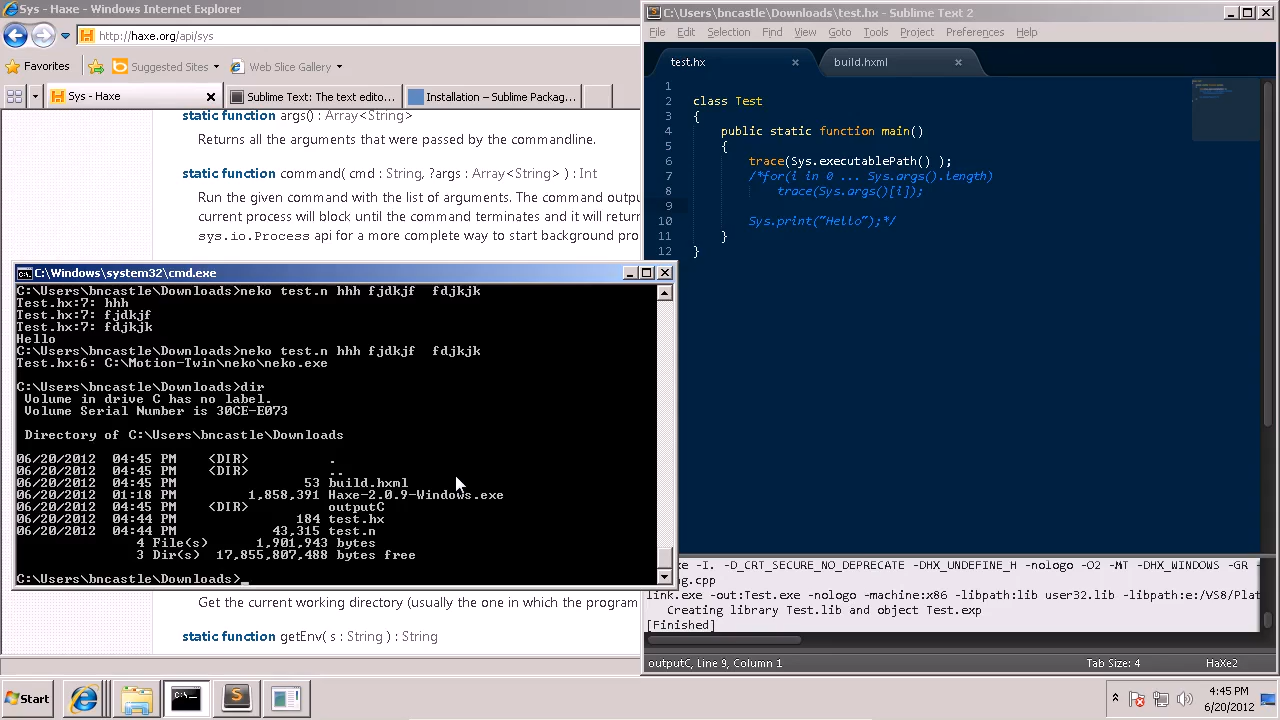 Sys - Haxe - Windows Internet Explorer
http://haxe.org/api/sys
Favorites
Suggested Sites
Web Slice Gallery
Sys - Haxe
Sublime Text: The text edito...
Installation – Sublime Packag...
static function args() : Array<String>
Returns all the arguments that were passed by the commandline.
static function command( cmd : String, ?args : Array<String> ) : Int
Run the given command with the list of arguments. The command outpu
current process will block until the command terminates and it will retur
sys.io.Process api for a more complete way to start background pro
C:\Windows\system32\cmd.exe
C:\Users\bncastle\Downloads>neko test.n hhh fjdkjf  fdjkjk
Test.hx:7: hhh
Test.hx:7: fjdkjf
Test.hx:7: fdjkjk
Hello
C:\Users\bncastle\Downloads>neko test.n hhh fjdkjf  fdjkjk
Test.hx:6: C:\Motion-Twin\neko\neko.exe
C:\Users\bncastle\Downloads>dir
Volume in drive C has no label.
Volume Serial Number is 30CE-E073
Directory of C:\Users\bncastle\Downloads
06/20/2012  04:45 PM    <DIR>          .
06/20/2012  04:45 PM    <DIR>          ..
06/20/2012  04:45 PM                53 build.hxml
06/20/2012  01:18 PM         1,858,391 Haxe-2.0.9-Windows.exe
06/20/2012  04:45 PM    <DIR>          outputC
06/20/2012  04:44 PM               184 test.hx
06/20/2012  04:44 PM            43,315 test.n
4 File(s)      1,901,943 bytes
3 Dir(s)  17,855,807,488 bytes free
C:\Users\bncastle\Downloads>_
Get the current working directory (usually the one in which the program
static function getEnv( s : String ) : String
C:\Users\bncastle\Downloads\test.hx - Sublime Text 2
File Edit Selection Find View Goto Tools Project Preferences Help
test.hx
build.hxml
1
2 class Test
3 {
4 public static function main()
5 {
6 trace(Sys.executablePath() );
7 /*for(i in 0 ... Sys.args().length)
8 trace(Sys.args()[i]);
9
10 Sys.print("Hello");*/
11 }
12 }
xe -I. -D_CRT_SECURE_NO_DEPRECATE -DHX_UNDEFINE_H -nologo -O2 -MT -DHX_WINDOWS -GR -
ng.cpp
link.exe -out:Test.exe -nologo -machine:x86 -libpath:lib user32.lib -libpath:e:/VS8/Plat
Creating library Test.lib and object Test.exp
[Finished]
outputC, Line 9, Column 1
Tab Size: 4
HaXe2
Start
4:45 PM
6/20/2012